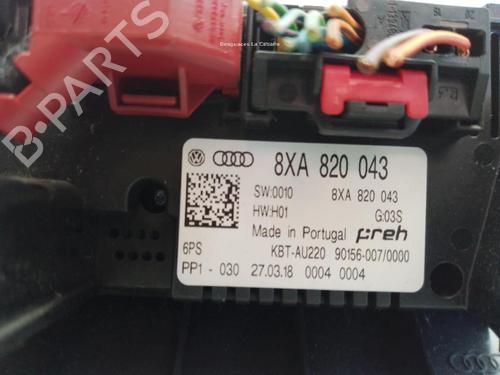 Desguaces La Cabaña
B-PARTS
8XA 820 043
SW:0010 8XA 820 043
HW:H01 G:03S
Made in Portugal preh
6PS KBT-AU220 90156-007/0000
PP1 - 030 27.03.18 0004 0004